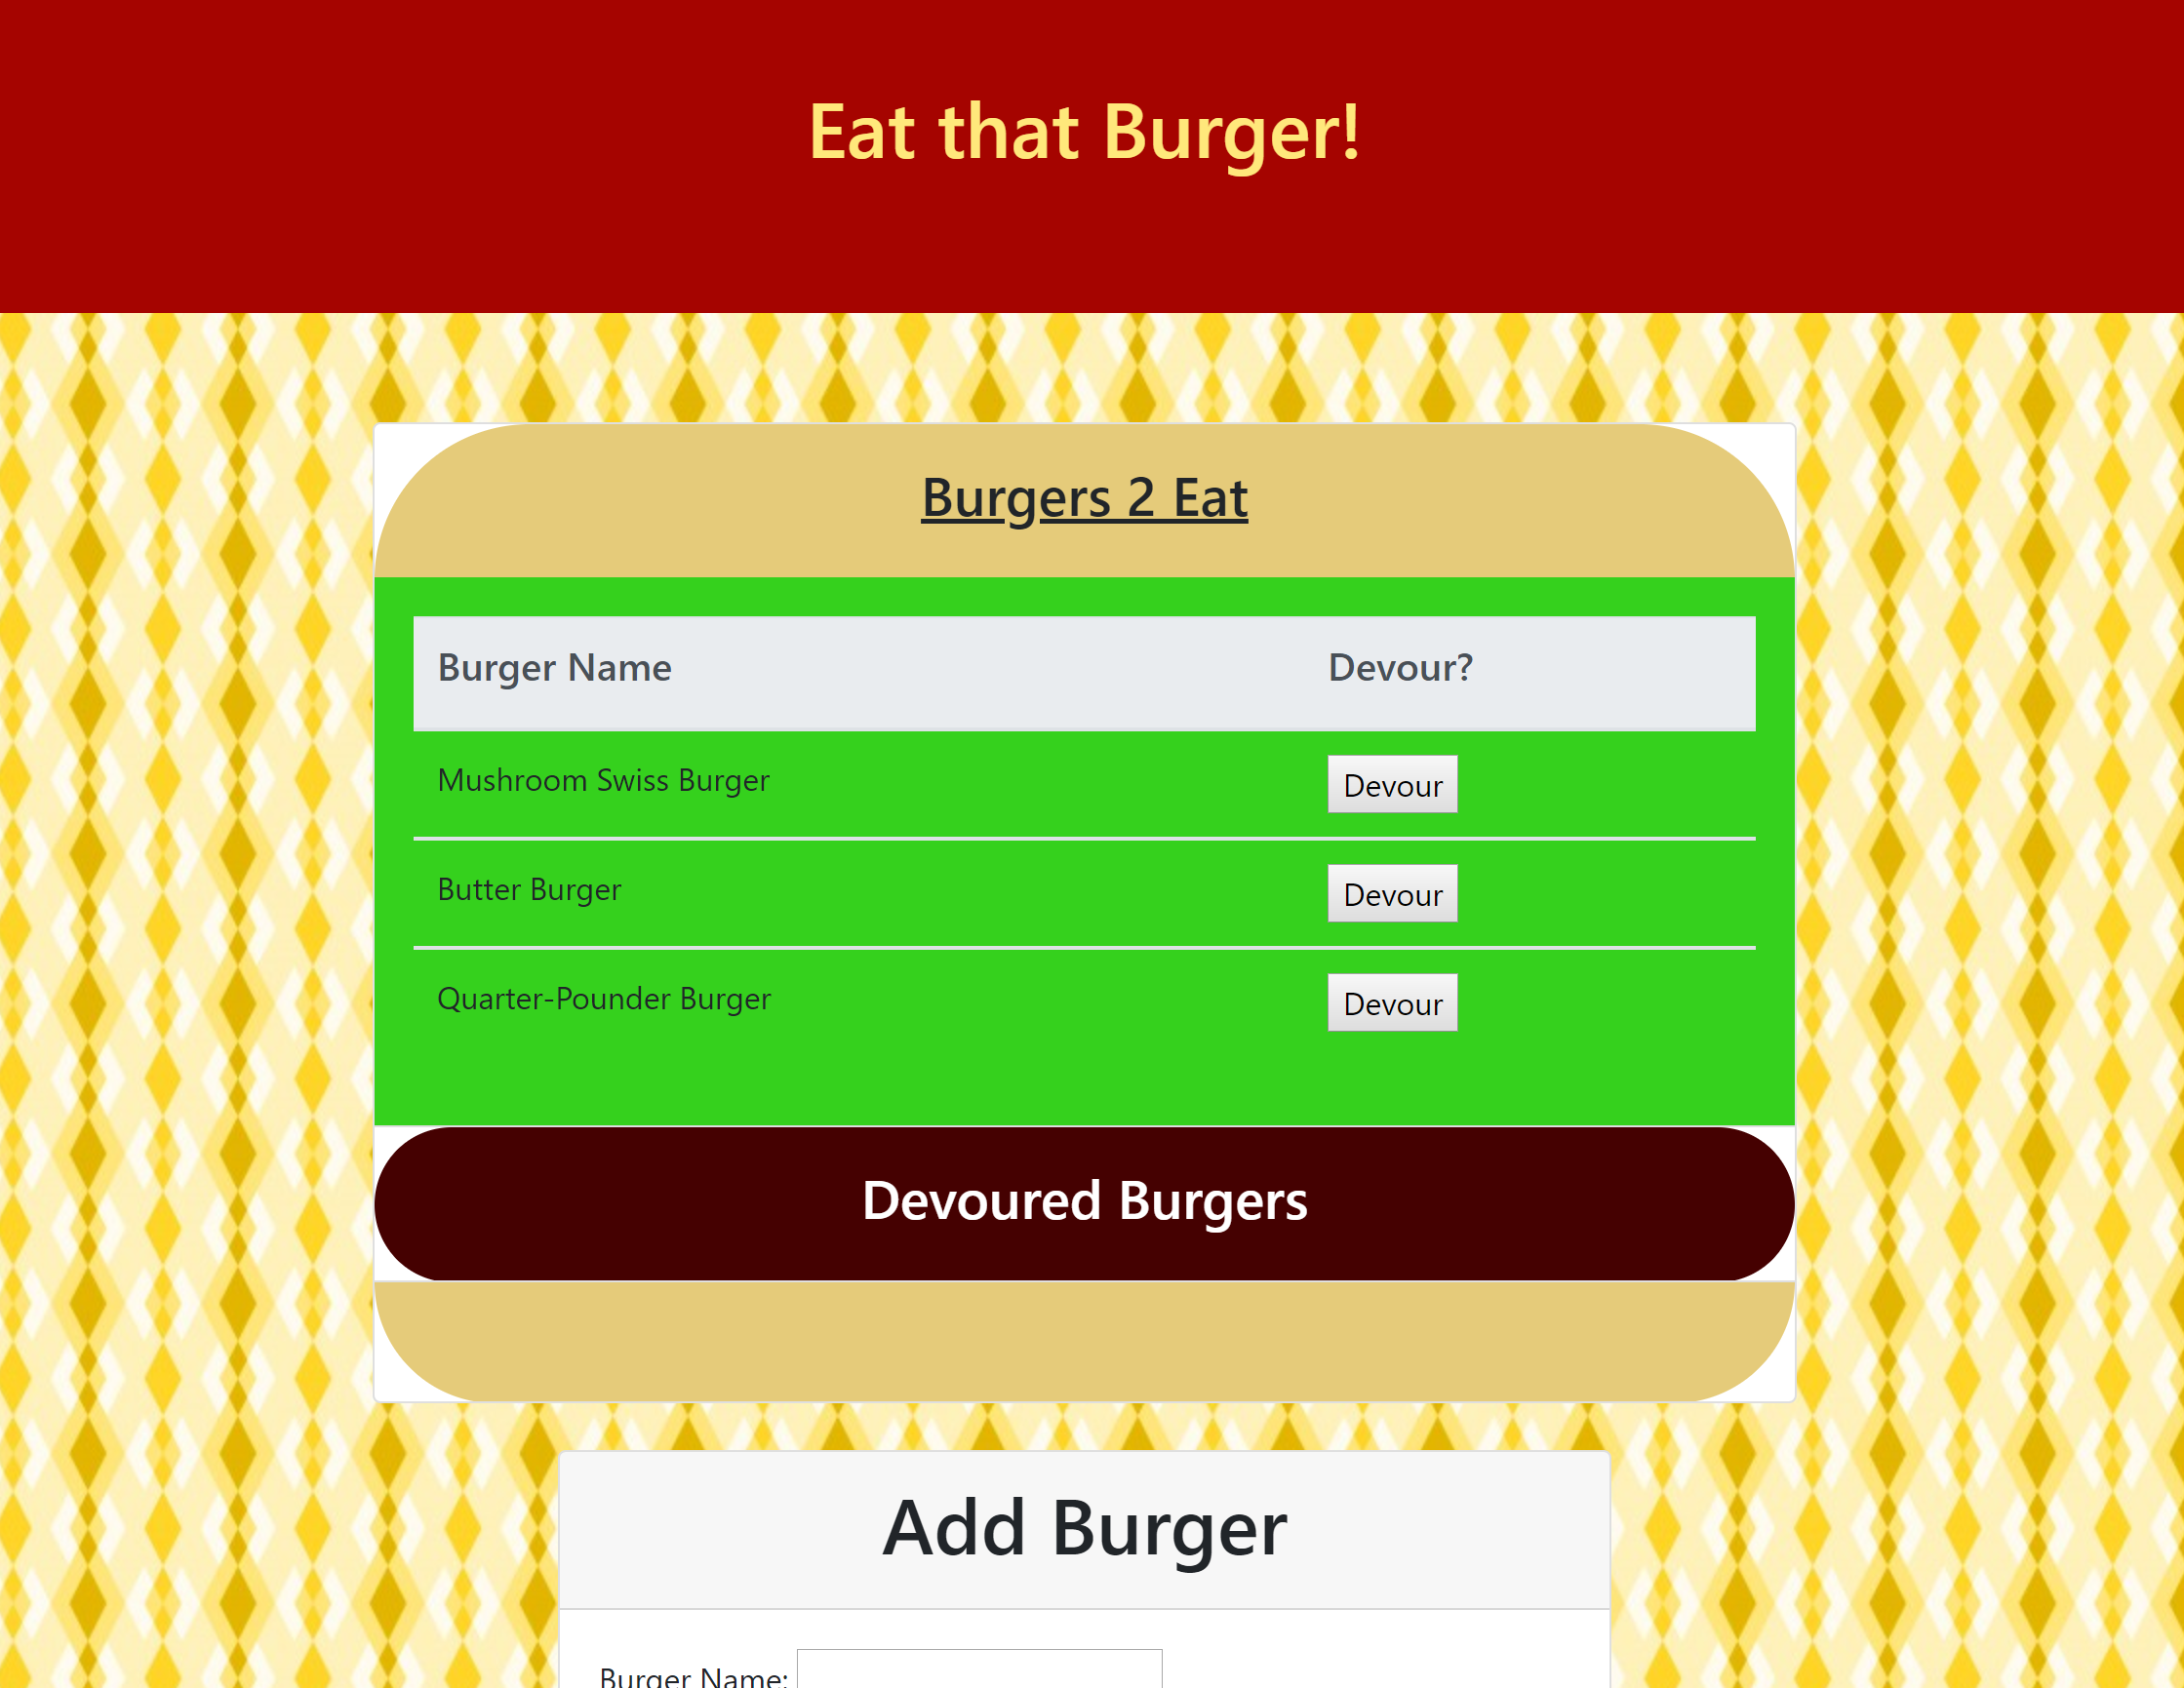 Eat that Burger!
Burgers 2 Eat
Burger Name Devour?
Mushroom Swiss Burger Devour
Butter Burger Devour
Quarter-Pounder Burger Devour
Devoured Burgers
Add Burger
Burger Name: